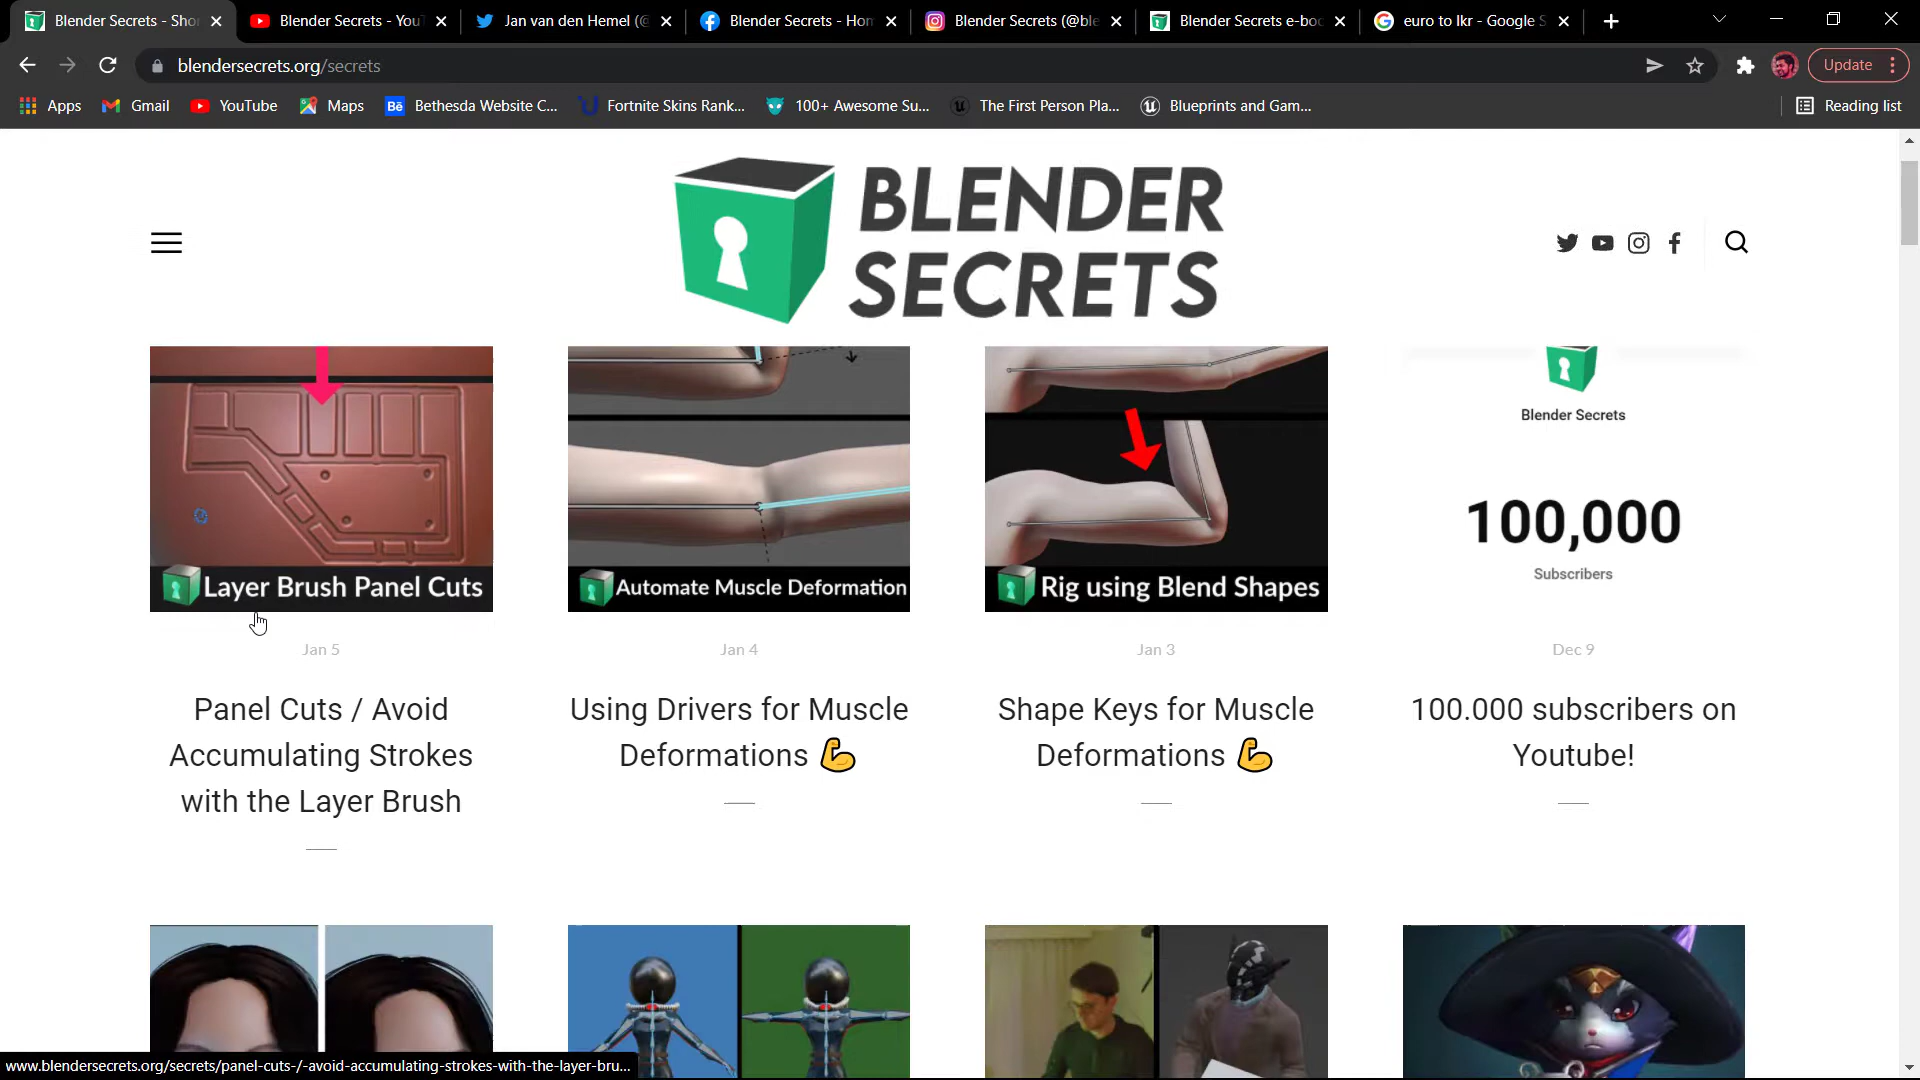 Blender Secrets - Sho
Blender Secrets - YouT
Jan van den Hemel (@
Blender Secrets - Hom
Blender Secrets (@ble
Blender Secrets e-boo
euro to lkr - Google S
blendersecrets.org/secrets
Update
Apps
Gmail
YouTube
Maps
Bethesda Website C...
Fortnite Skins Rank...
100+ Awesome Su...
The First Person Pla...
Blueprints and Gam...
Reading list
BLENDER
SECRETS
Layer Brush Panel Cuts
Automate Muscle Deformation
Rig using Blend Shapes
Blender Secrets
100,000
Subscribers
Jan 5
Jan 4
Jan 3
Dec 9
Panel Cuts / Avoid
Accumulating Strokes
with the Layer Brush
Using Drivers for Muscle
Deformations 💪
Shape Keys for Muscle
Deformations 💪
100.000 subscribers on
Youtube!
www.blendersecrets.org/secrets/panel-cuts-/-avoid-accumulating-strokes-with-the-layer-bru...